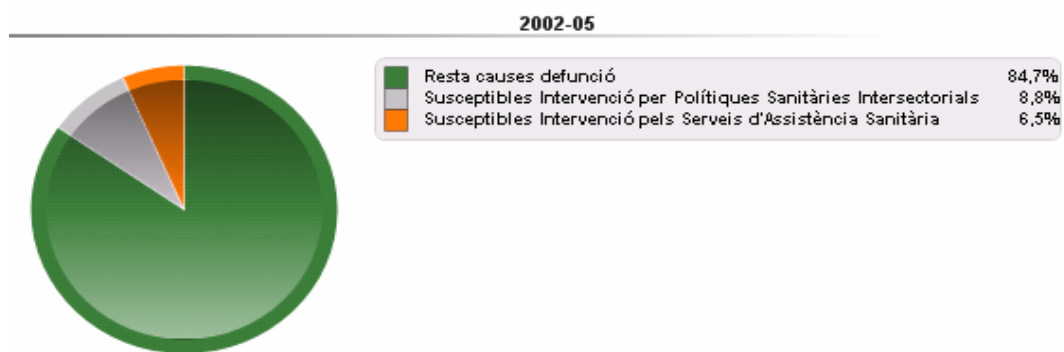 2002-05
Resta causes defunció 84,7%
Susceptibles Intervenció per Polítiques Sanitàries Intersectorials 8,8%
Susceptibles Intervenció pels Serveis d'Assistència Sanitària 6,5%